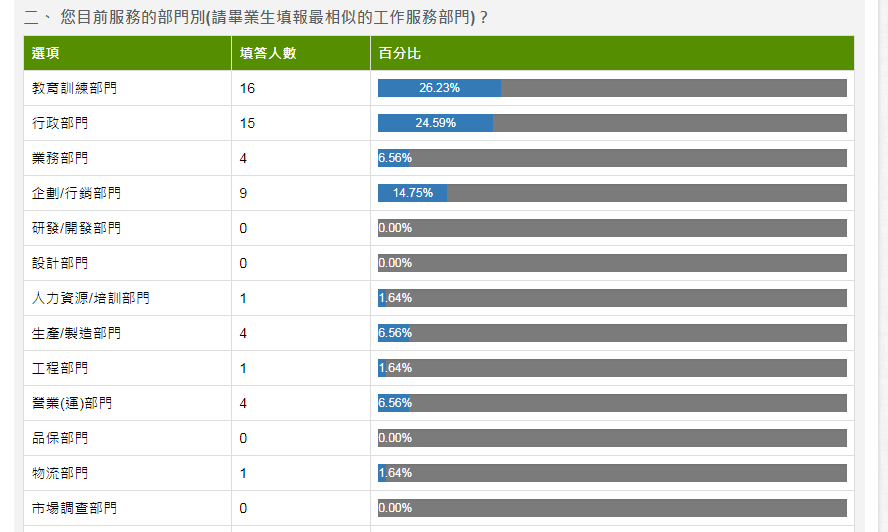 二、 您目前服務的部門別(請畢業生填報最相似的工作服務部門)？
選項 填答人數 百分比
教育訓練部門 16 26.23%
行政部門 15 24.59%
業務部門 4 6.56%
企劃/行銷部門 9 14.75%
研發/開發部門 0 0.00%
設計部門 0 0.00%
人力資源/培訓部門 1 1.64%
生產/製造部門 4 6.56%
工程部門 1 1.64%
營業(運)部門 4 6.56%
品保部門 0 0.00%
物流部門 1 1.64%
市場調查部門 0 0.00%